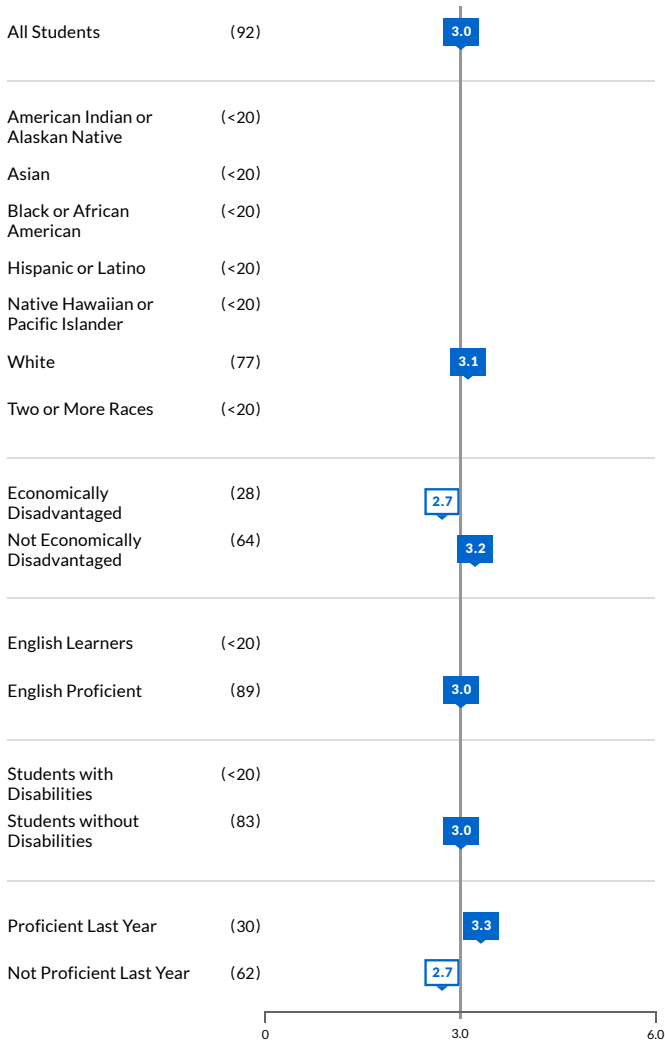 All Students (92) 3.0
American Indian or (<20)
Alaskan Native
Asian (<20)
Black or African (<20)
American
Hispanic or Latino (<20)
Native Hawaiian or (<20)
Pacific Islander
White (77) 3.1
Two or More Races (<20)
Economically (28) 2.7
Disadvantaged
Not Economically (64) 3.2
Disadvantaged
English Learners (<20)
English Proficient (89) 3.0
Students with (<20)
Disabilities
Students without (83) 3.0
Disabilities
Proficient Last Year (30) 3.3
Not Proficient Last Year (62) 2.7
0 3.0 6.0